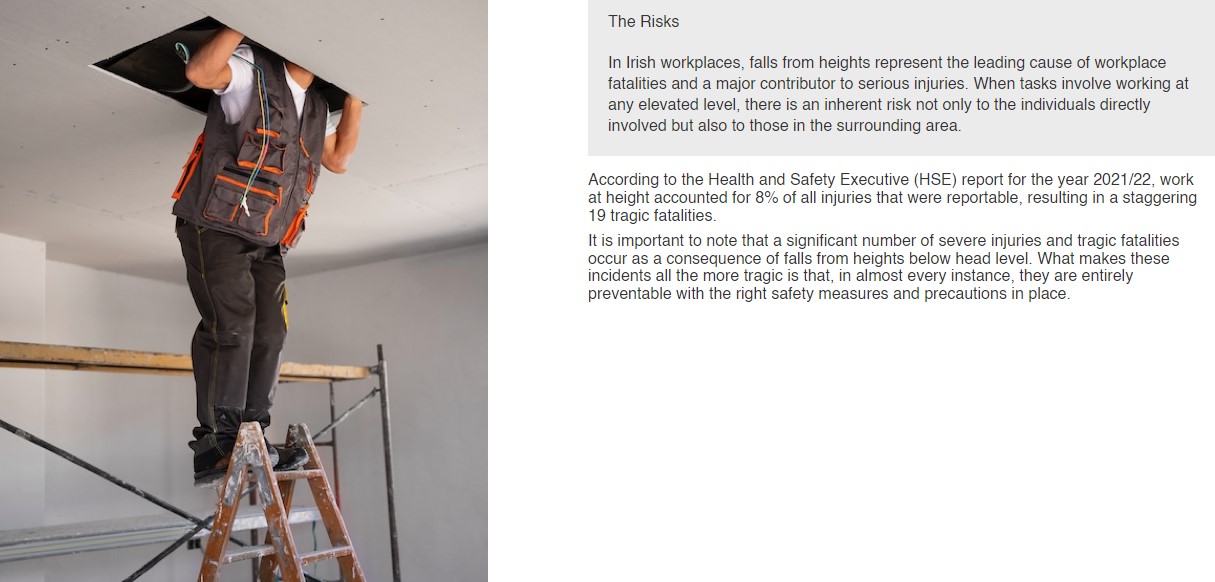 The Risks
In Irish workplaces, falls from heights represent the leading cause of workplace
fatalities and a major contributor to serious injuries. When tasks involve working at
any elevated level, there is an inherent risk not only to the individuals directly
involved but also to those in the surrounding area.
According to the Health and Safety Executive (HSE) report for the year 2021/22, work
at height accounted for 8% of all injuries that were reportable, resulting in a staggering
19 tragic fatalities.
It is important to note that a significant number of severe injuries and tragic fatalities
occur as a consequence of falls from heights below head level. What makes these
incidents all the more tragic is that, in almost every instance, they are entirely
preventable with the right safety measures and precautions in place.